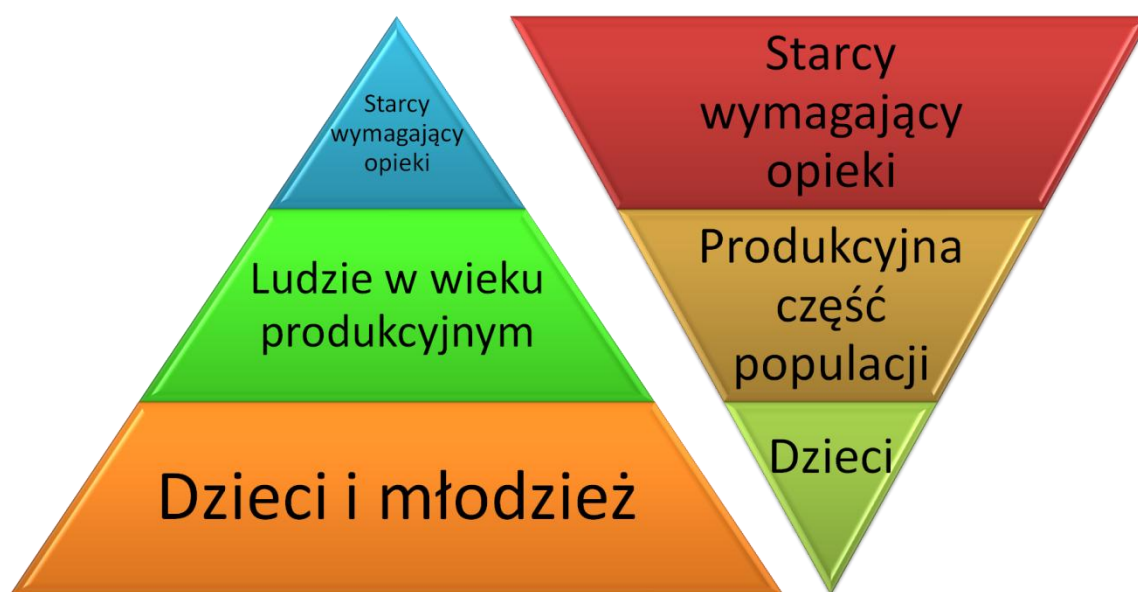 Starcy
wymagający
opieki
Ludzie w wieku
produkcyjnym
Dzieci i młodzież
Starcy
wymagający
opieki
Produkcyjna
część
populacji
Dzieci